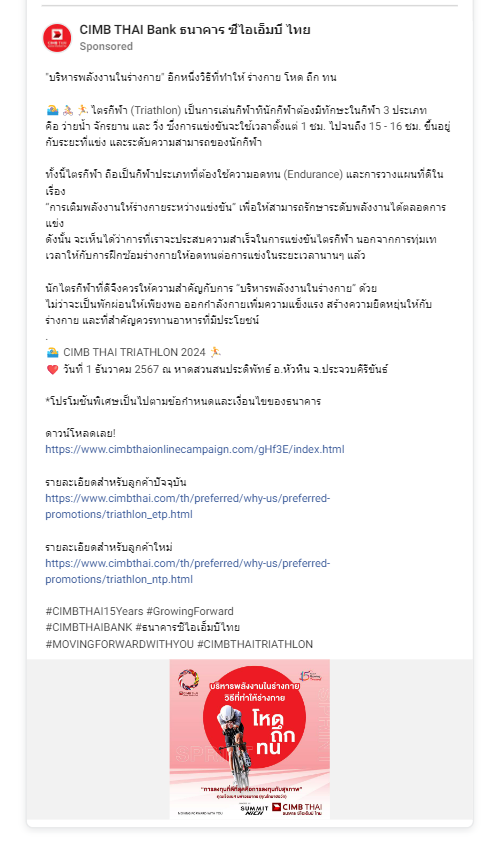 CIMB THAI Bank ธนาคาร ซีไอเอ็มบี ไทย
Sponsored
"บริหารพลังงานในร่างกาย" อีกหนึ่งวิธีที่ทำให้ ร่างกาย โหด ถึก ทน
🏊 🚴 🏃 ไตรกีฬา (Triathlon) เป็นการเล่นกีฬาที่นักกีฬาต้องมีทักษะในกีฬา 3 ประเภท
คือ ว่ายน้ำ จักรยาน และ วิ่ง ซึ่งการแข่งขันจะใช้เวลาตั้งแต่ 1 ชม. ไปจนถึง 15 - 16 ชม. ขึ้นอยู่
กับระยะที่แข่ง และระดับความสามารถของนักกีฬา
ทั้งนี้ไตรกีฬา ถือเป็นกีฬาประเภทที่ต้องใช้ความอดทน (Endurance) และการวางแผนที่ดีใน
เรื่อง
"การเติมพลังงานให้ร่างกายระหว่างแข่งขัน" เพื่อให้สามารถรักษาระดับพลังงานได้ตลอดการ
แข่ง
ดังนั้น จะเห็นได้ว่าการที่เราจะประสบความสำเร็จในการแข่งขันไตรกีฬา นอกจากการทุ่มเท
เวลาให้กับการฝึกซ้อมร่างกายให้อดทนต่อการแข่งในระยะเวลานานๆ แล้ว
นักไตรกีฬาที่ดีจึงควรให้ความสำคัญกับการ "บริหารพลังงานในร่างกาย" ด้วย
ไม่ว่าจะเป็นพักผ่อนให้เพียงพอ ออกกำลังกายเพิ่มความแข็งแรง สร้างความยืดหยุ่นให้กับ
ร่างกาย และที่สำคัญควรทานอาหารที่มีประโยชน์
.
🏊 CIMB THAI TRIATHLON 2024 🏃
❤️ วันที่ 1 ธันวาคม 2567 ณ หาดสวนสนประดิพัทธ์ อ.หัวหิน จ.ประจวบคีรีขันธ์
*โปรโมชันพิเศษเป็นไปตามข้อกำหนดและเงื่อนไขของธนาคาร
ดาวน์โหลดเลย!
https://www.cimbthaionlinecampaign.com/gHf3E/index.html
รายละเอียดสำหรับลูกค้าปัจจุบัน
https://www.cimbthai.com/th/preferred/why-us/preferred-
promotions/triathlon_etp.html
รายละเอียดสำหรับลูกค้าใหม่
https://www.cimbthai.com/th/preferred/why-us/preferred-
promotions/triathlon_ntp.html
#CIMBTHAI15Years #GrowingForward
#CIMBTHAIBANK #ธนาคารซีไอเอ็มบีไทย
#MOVINGFORWARDWITHYOU #CIMBTHAITRIATHLON
บริหารพลังงานในร่างกาย
วิธีที่ทำให้ร่างกาย
โหด
ถึก
ทน
"การลงทุนที่ดีที่สุดคือการลงทุนกับสุขภาพ"
MOVING FORWARD WITH YOU
SUMMIT
CIMB THAI
ธนาคาร ซีไอเอ็มบี ไทย